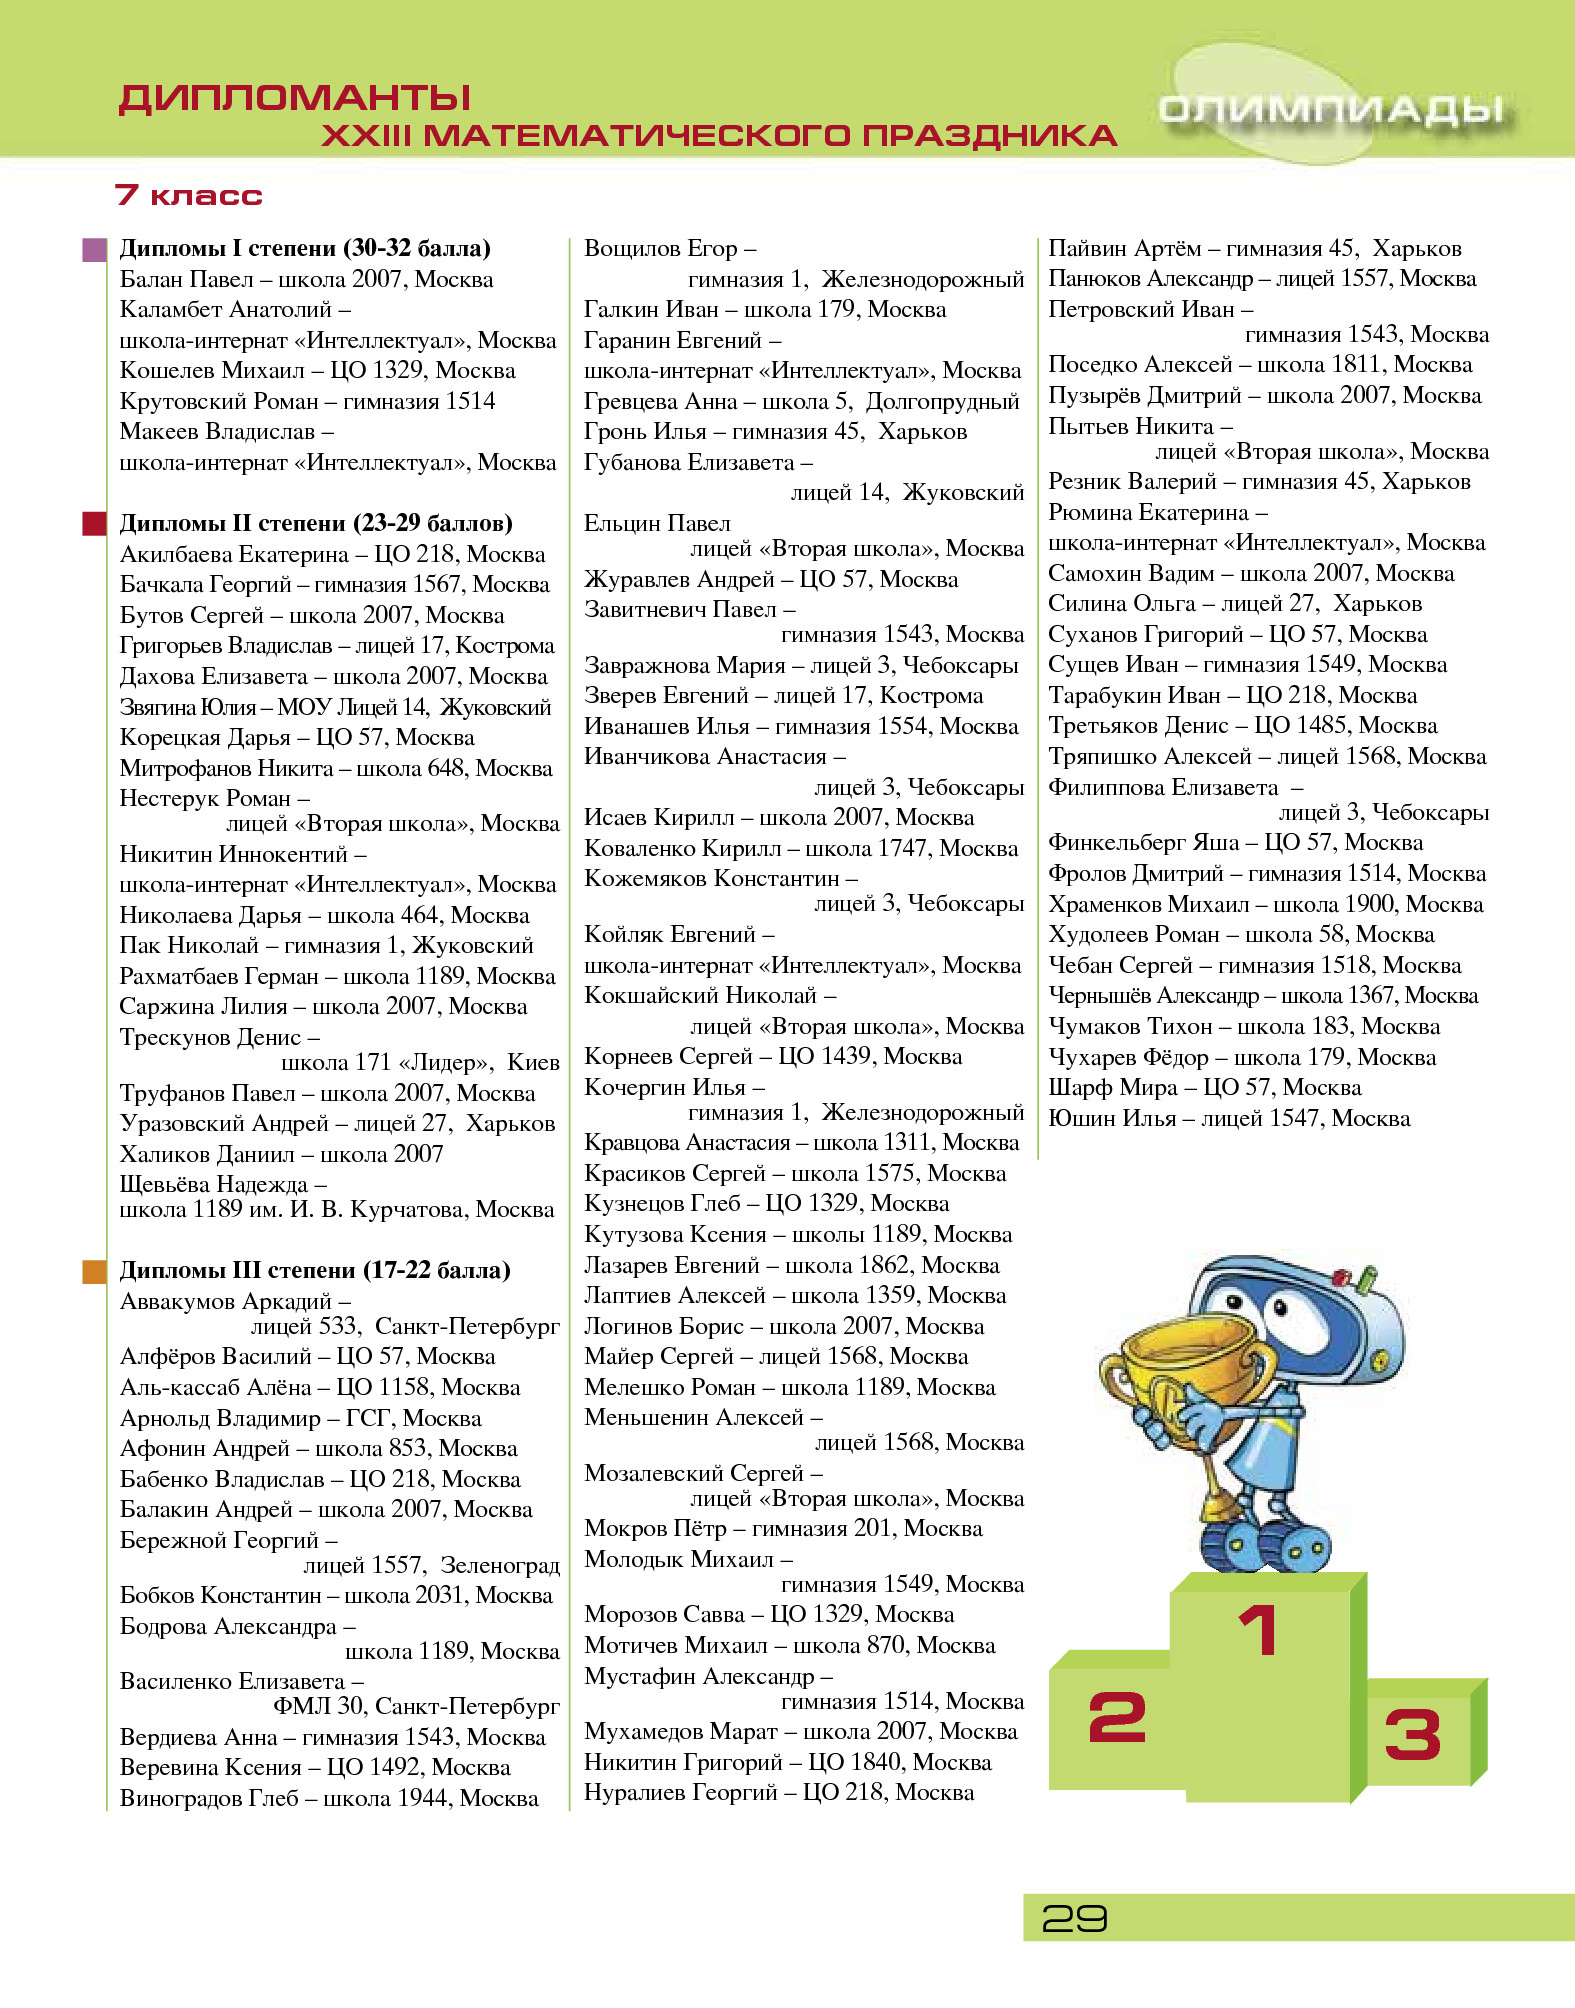 ДИПЛОМАНТЫ
XXIII МАТЕМАТИЧЕСКОГО ПРАЗДНИКА
ОЛИМПИАДЫ
7 класс
Дипломы I степени (30-32 балла)
Балан Павел – школа 2007, Москва
Каламбет Анатолий –
школа-интернат «Интеллектуал», Москва
Кошелев Михаил – ЦО 1329, Москва
Крутовский Роман – гимназия 1514
Макеев Владислав –
школа-интернат «Интеллектуал», Москва
Дипломы II степени (23-29 баллов)
Акилбаева Екатерина – ЦО 218, Москва
Бачкала Георгий – гимназия 1567, Москва
Бутов Сергей – школа 2007, Москва
Григорьев Владислав – лицей 17, Кострома
Дахова Елизавета – школа 2007, Москва
Звягина Юлия – МОУ Лицей 14, Жуковский
Корецкая Дарья – ЦО 57, Москва
Митрофанов Никита – школа 648, Москва
Нестерук Роман –
лицей «Вторая школа», Москва
Никитин Иннокентий –
школа-интернат «Интеллектуал», Москва
Николаева Дарья – школа 464, Москва
Пак Николай – гимназия 1, Жуковский
Рахматбаев Герман – школа 1189, Москва
Саржина Лилия – школа 2007, Москва
Трескунов Денис –
школа 171 «Лидер», Киев
Труфанов Павел – школа 2007, Москва
Уразовский Андрей – лицей 27, Харьков
Халиков Даниил – школа 2007
Щевьёва Надежда –
школа 1189 им. И. В. Курчатова, Москва
Дипломы III степени (17-22 балла)
Аввакумов Аркадий –
лицей 533, Санкт-Петербург
Алфёров Василий – ЦО 57, Москва
Аль-кассаб Алёна – ЦО 1158, Москва
Арнольд Владимир – ГСГ, Москва
Афонин Андрей – школа 853, Москва
Бабенко Владислав – ЦО 218, Москва
Балакин Андрей – школа 2007, Москва
Бережной Георгий –
лицей 1557, Зеленоград
Бобков Константин – школа 2031, Москва
Бодрова Александра –
школа 1189, Москва
Василенко Елизавета –
ФМЛ 30, Санкт-Петербург
Вердиева Анна – гимназия 1543, Москва
Веревина Ксения – ЦО 1492, Москва
Виноградов Глеб – школа 1944, Москва
Вощилов Егор –
гимназия 1, Железнодорожный
Галкин Иван – школа 179, Москва
Гаранин Евгений –
школа-интернат «Интеллектуал», Москва
Гревцева Анна – школа 5, Долгопрудный
Гронь Илья – гимназия 45, Харьков
Губанова Елизавета –
лицей 14, Жуковский
Ельцин Павел
лицей «Вторая школа», Москва
Журавлев Андрей – ЦО 57, Москва
Завитневич Павел –
гимназия 1543, Москва
Завражнова Мария – лицей 3, Чебоксары
Зверев Евгений – лицей 17, Кострома
Иванашев Илья – гимназия 1554, Москва
Иванчикова Анастасия –
лицей 3, Чебоксары
Исаев Кирилл – школа 2007, Москва
Коваленко Кирилл – школа 1747, Москва
Кожемяков Константин –
лицей 3, Чебоксары
Койляк Евгений –
школа-интернат «Интеллектуал», Москва
Кокшайский Николай –
лицей «Вторая школа», Москва
Корнеев Сергей – ЦО 1439, Москва
Кочергин Илья –
гимназия 1, Железнодорожный
Кравцова Анастасия – школа 1311, Москва
Красиков Сергей – школа 1575, Москва
Кузнецов Глеб – ЦО 1329, Москва
Кутузова Ксения – школы 1189, Москва
Лазарев Евгений – школа 1862, Москва
Лаптиев Алексей – школа 1359, Москва
Логинов Борис – школа 2007, Москва
Майер Сергей – лицей 1568, Москва
Мелешко Роман – школа 1189, Москва
Меньшенин Алексей –
лицей 1568, Москва
Мозалевский Сергей –
лицей «Вторая школа», Москва
Мокров Пётр – гимназия 201, Москва
Молодык Михаил –
гимназия 1549, Москва
Морозов Савва – ЦО 1329, Москва
Мотичев Михаил – школа 870, Москва
Мустафин Александр –
гимназия 1514, Москва
Мухамедов Марат – школа 2007, Москва
Никитин Григорий – ЦО 1840, Москва
Нуралиев Георгий – ЦО 218, Москва
Пайвин Артём – гимназия 45, Харьков
Панюков Александр – лицей 1557, Москва
Петровский Иван –
гимназия 1543, Москва
Поседко Алексей – школа 1811, Москва
Пузырёв Дмитрий – школа 2007, Москва
Пытьев Никита –
лицей «Вторая школа», Москва
Резник Валерий – гимназия 45, Харьков
Рюмина Екатерина –
школа-интернат «Интеллектуал», Москва
Самохин Вадим – школа 2007, Москва
Силина Ольга – лицей 27, Харьков
Суханов Григорий – ЦО 57, Москва
Сущев Иван – гимназия 1549, Москва
Тарабукин Иван – ЦО 218, Москва
Третьяков Денис – ЦО 1485, Москва
Тряпишко Алексей – лицей 1568, Москва
Филиппова Елизавета –
лицей 3, Чебоксары
Финкельберг Яша – ЦО 57, Москва
Фролов Дмитрий – гимназия 1514, Москва
Храменков Михаил – школа 1900, Москва
Худолеев Роман – школа 58, Москва
Чебан Сергей – гимназия 1518, Москва
Чернышёв Александр – школа 1367, Москва
Чумаков Тихон – школа 183, Москва
Чухарев Фёдор – школа 179, Москва
Шарф Мира – ЦО 57, Москва
Юшин Илья – лицей 1547, Москва
1
2
3
29